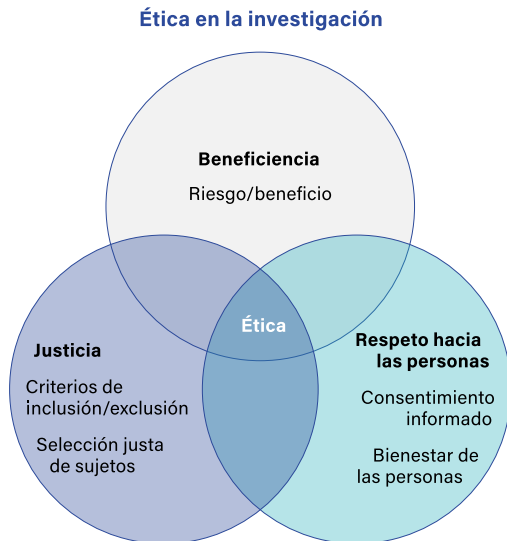 Ética en la investigación
Beneficiencia
Riesgo/beneficio
Ética
Justicia
Criterios de
inclusión/exclusión
Selección justa
de sujetos
Respeto hacia
las personas
Consentimiento
informado
Bienestar de
las personas